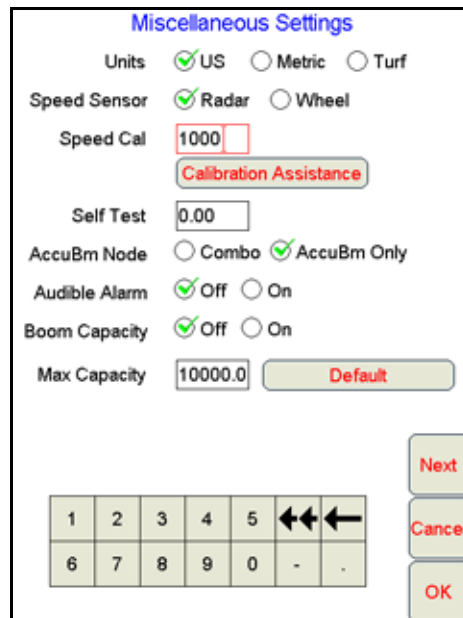 Miscellaneous Settings
Units US Metric Turf
Speed Sensor Radar Wheel
Speed Cal 1000
Calibration Assistance
Self Test 0.00
AccuBm Node Combo AccuBm Only
Audible Alarm Off On
Boom Capacity Off On
Max Capacity 10000.0 Default
Next
1 2 3 4 5
Cance
6 7 8 9 0 - .
OK